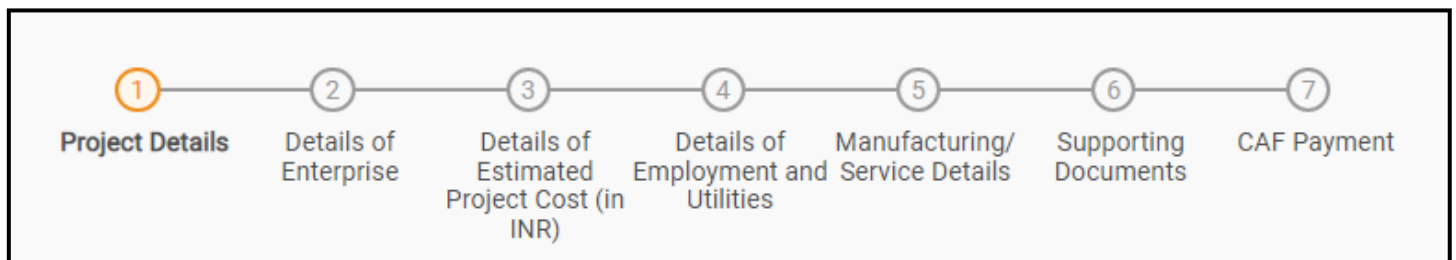 1
2
3
4
5
6
7
Project Details
Details of
Enterprise
Details of
Estimated
Project Cost (in
INR)
Details of
Employment and
Utilities
Manufacturing/
Service Details
Supporting
Documents
CAF Payment